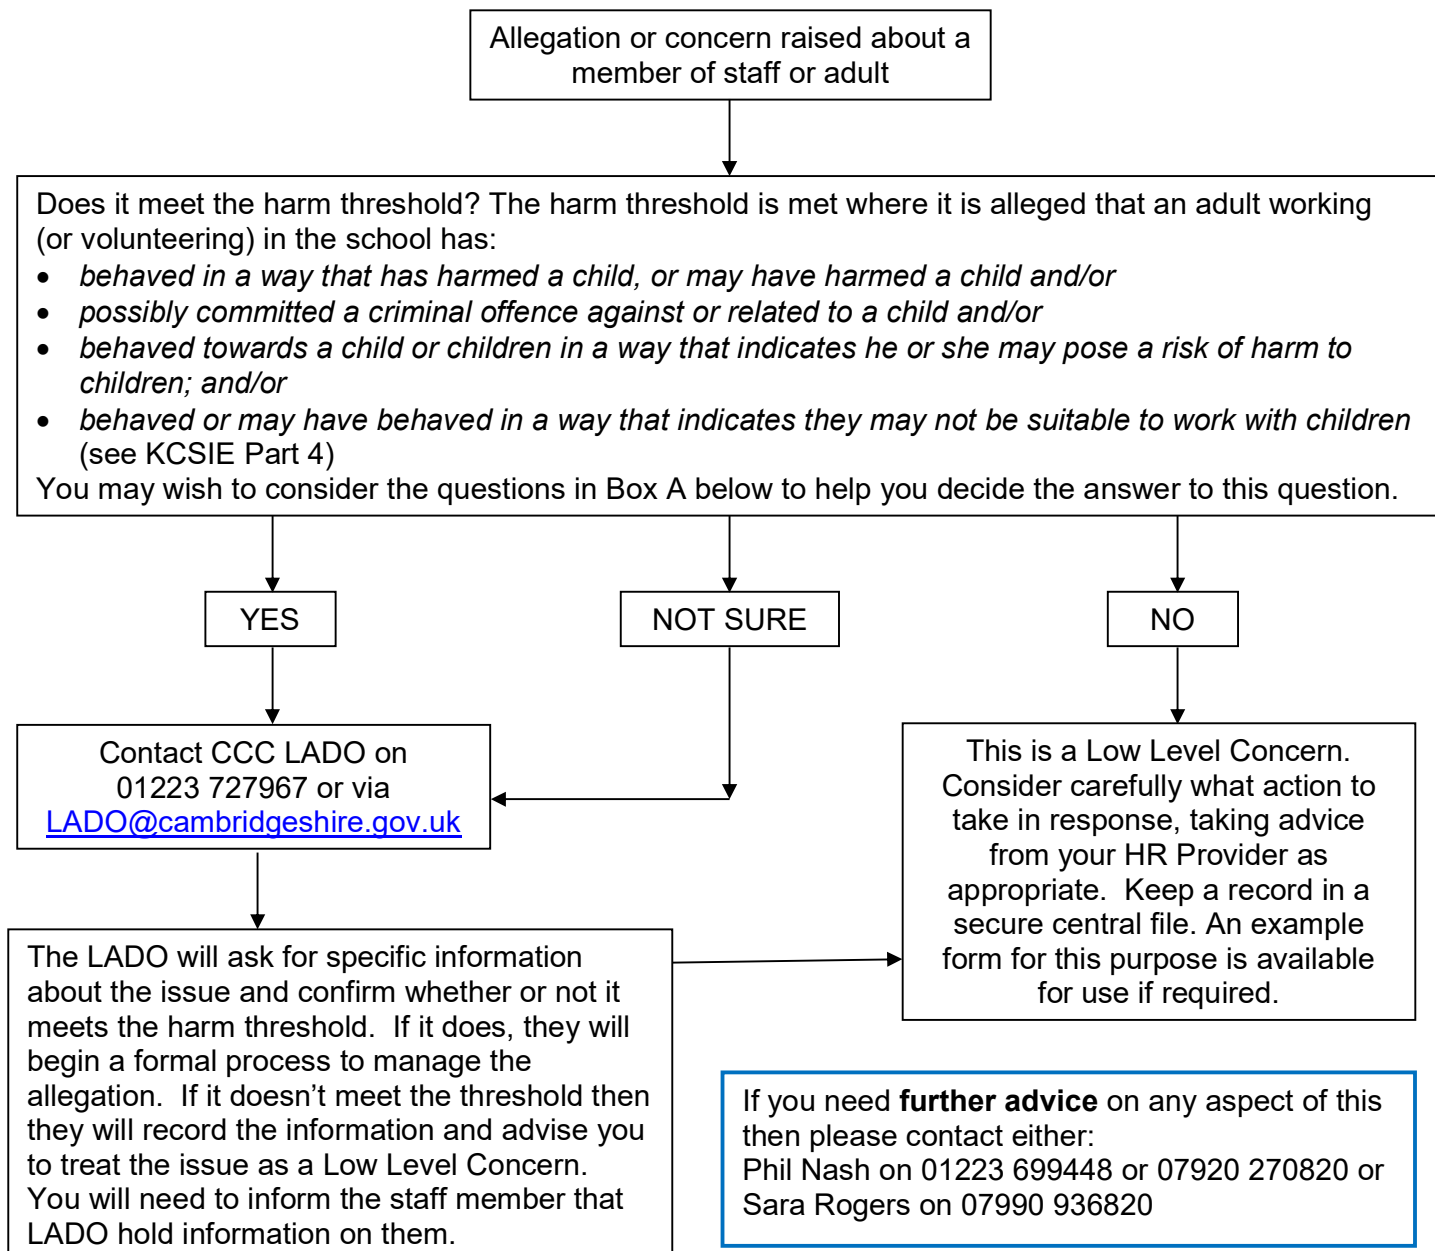 Allegation or concern raised about a
member of staff or adult
Does it meet the harm threshold? The harm threshold is met where it is alleged that an adult working
(or volunteering) in the school has:
• behaved in a way that has harmed a child, or may have harmed a child and/or
• possibly committed a criminal offence against or related to a child and/or
• behaved towards a child or children in a way that indicates he or she may pose a risk of harm to
children; and/or
• behaved or may have behaved in a way that indicates they may not be suitable to work with children
(see KCSIE Part 4)
You may wish to consider the questions in Box A below to help you decide the answer to this question.
YES
NOT SURE
NO
Contact CCC LADO on
01223 727967 or via
LADO@cambridgeshire.gov.uk
This is a Low Level Concern.
Consider carefully what action to
take in response, taking advice
from your HR Provider as
appropriate.  Keep a record in a
secure central file. An example
form for this purpose is available
for use if required.
The LADO will ask for specific information
about the issue and confirm whether or not it
meets the harm threshold.  If it does, they will
begin a formal process to manage the
allegation.  If it doesn’t meet the threshold then
they will record the information and advise you
to treat the issue as a Low Level Concern.
You will need to inform the staff member that
LADO hold information on them.
If you need further advice on any aspect of this
then please contact either:
Phil Nash on 01223 699448 or 07920 270820 or
Sara Rogers on 07990 936820